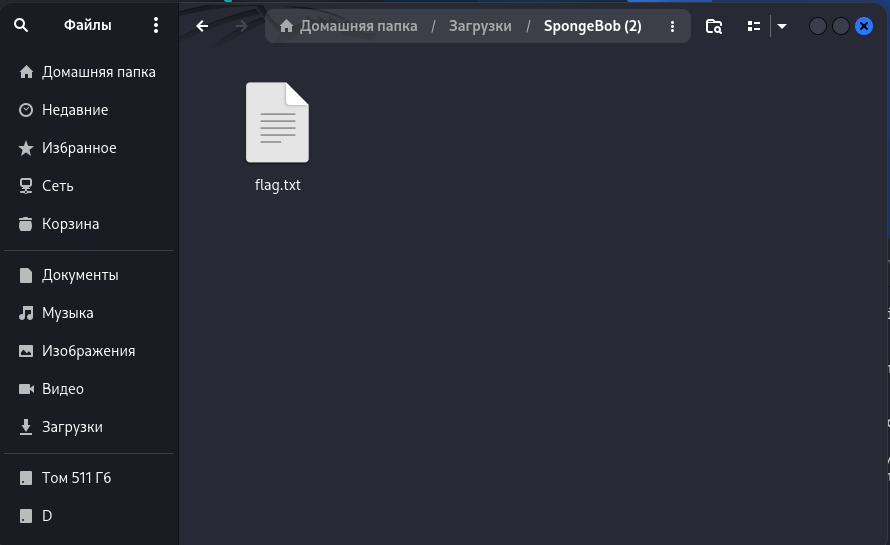 Файлы
Домашняя папка / Загрузки / SpongeBob (2)
Домашняя папка
Недавние
Избранное
Сеть
Корзина
Документы
Музыка
Изображения
Видео
Загрузки
Том 511 Гб
D
flag.txt